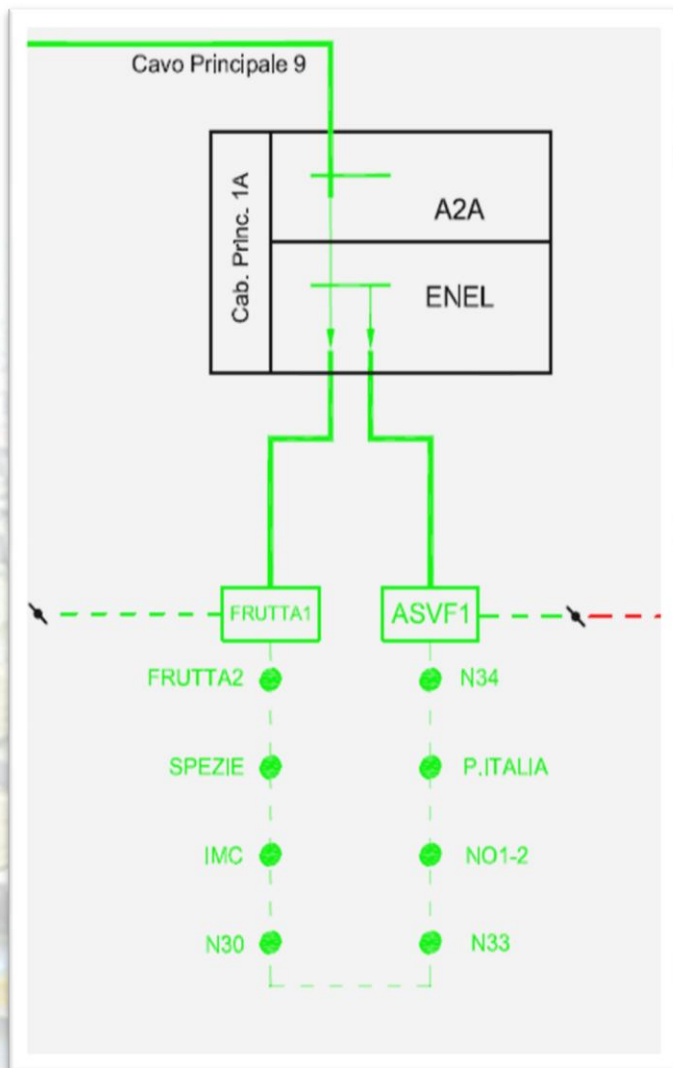 Cavo Principale 9
Cab. Princ. 1A
A2A
ENEL
FRUTTA1
ASVF1
FRUTTA2
N34
SPEZIE
P.ITALIA
IMC
NO1-2
N30
N33